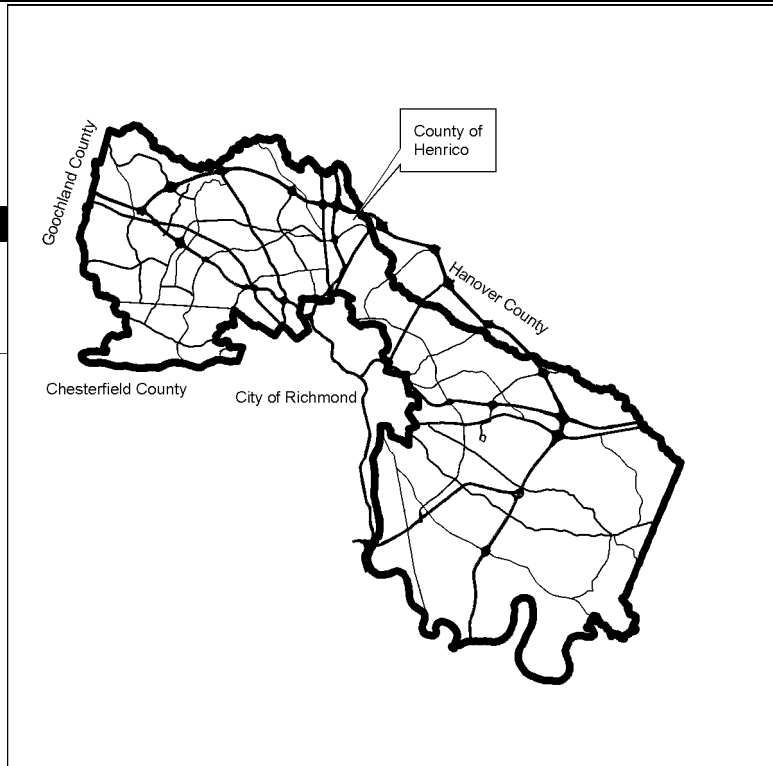 County of
Henrico
Goochland County
Hanover County
Chesterfield County
City of Richmond